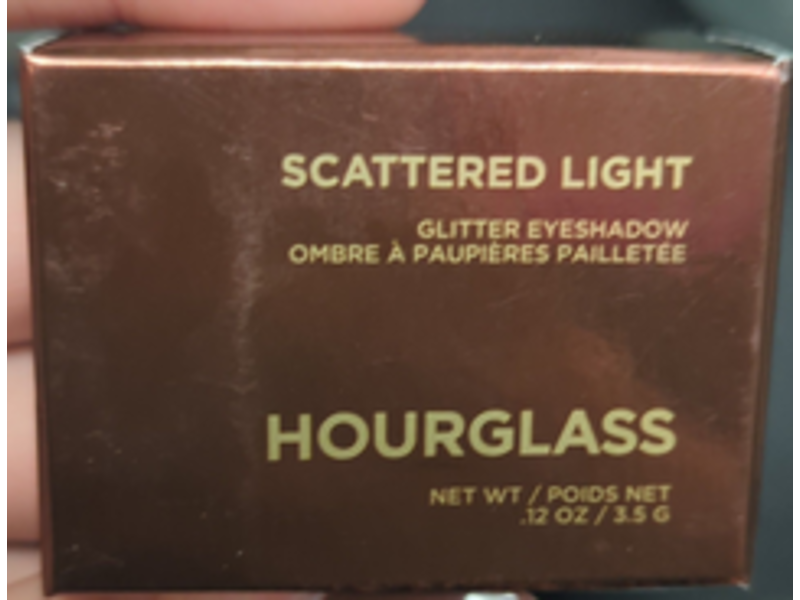 SCATTERED LIGHT
GLITTER EYESHADOW
OMBRE À PAUPIÈRES PAILLETÉE
HOURGLASS
NET WT / POIDS NET
.12 OZ / 3.5 G